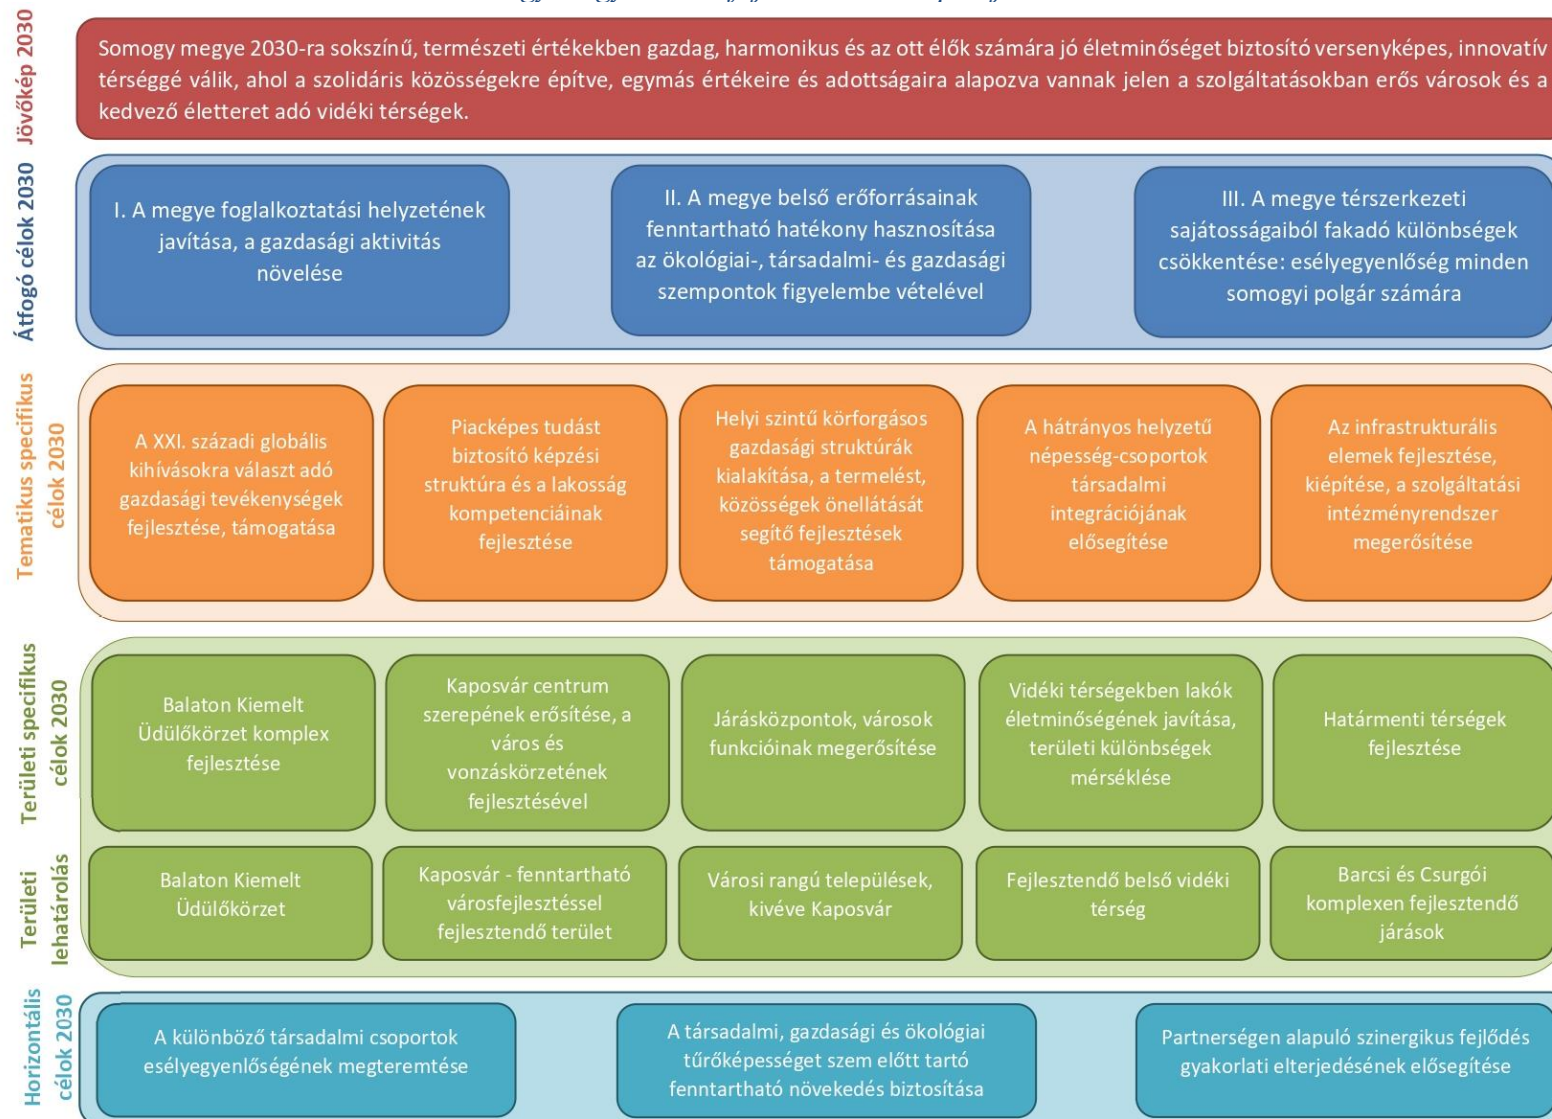 Jövőkép 2030
Somogy megye 2030-ra sokszínű, természeti értékekben gazdag, harmonikus és az ott élők számára jó életminőséget biztosító versenyképes, innovatív
térséggé válik, ahol a szolidáris közösségekre építve, egymás értékeire és adottságaira alapozva vannak jelen a szolgáltatásokban erős városok és a
kedvező életteret adó vidéki térségek.
Átfogó célok 2030
I. A megye foglalkoztatási helyzetének
javítása, a gazdasági aktivitás
növelése
II. A megye belső erőforrásainak
fenntartható hatékony hasznosítása
az ökológiai-, társadalmi- és gazdasági
szempontok figyelembe vételével
III. A megye térszerkezeti
sajátosságaiból fakadó különbségek
csökkentése: esélyegyenlőség minden
somogyi polgár számára
Tematikus specifikus
célok 2030
A XXI. századi globális
kihívásokra választ adó
gazdasági tevékenységek
fejlesztése, támogatása
Piacképes tudást
biztosító képzési
struktúra és a lakosság
kompetenciáinak
fejlesztése
Helyi szintű körforgásos
gazdasági struktúrák
kialakítása, a termelést,
közösségek önellátását
segítő fejlesztések
támogatása
A hátrányos helyzetű
népesség-csoportok
társadalmi
integrációjának
elősegítése
Az infrastrukturális
elemek fejlesztése,
kiépítése, a szolgáltatási
intézményrendszer
megerősítése
Területi specifikus
célok 2030
Balaton Kiemelt
Üdülőkörzet komplex
fejlesztése
Kaposvár centrum
szerepének erősítése, a
város és
vonzáskörzetének
fejlesztésével
Járásközpontok, városok
funkcióinak megerősítése
Vidéki térségekben lakók
életminőségének javítása,
területi különbségek
mérséklése
Határmenti térségek
fejlesztése
Területi
lehatárolás
Balaton Kiemelt
Üdülőkörzet
Kaposvár - fenntartható
városfejlesztéssel
fejlesztendő terület
Városi rangú települések,
kivéve Kaposvár
Fejlesztendő belső vidéki
térség
Barcsi és Csurgói
komplexen fejlesztendő
járások
Horizontális
célok 2030
A különböző társadalmi csoportok
esélyegyenlőségének megteremtése
A társadalmi, gazdasági és ökológiai
tűrőképességet szem előtt tartó
fenntartható növekedés biztosítása
Partnerségen alapuló szinergikus fejlődés
gyakorlati elterjedésének elősegítése